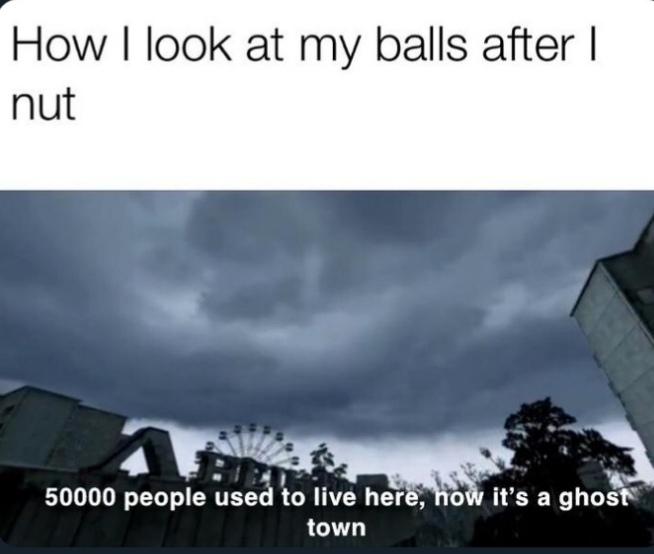 How I look at my balls after I
nut
50000 people used to live here, now it's a ghost
town